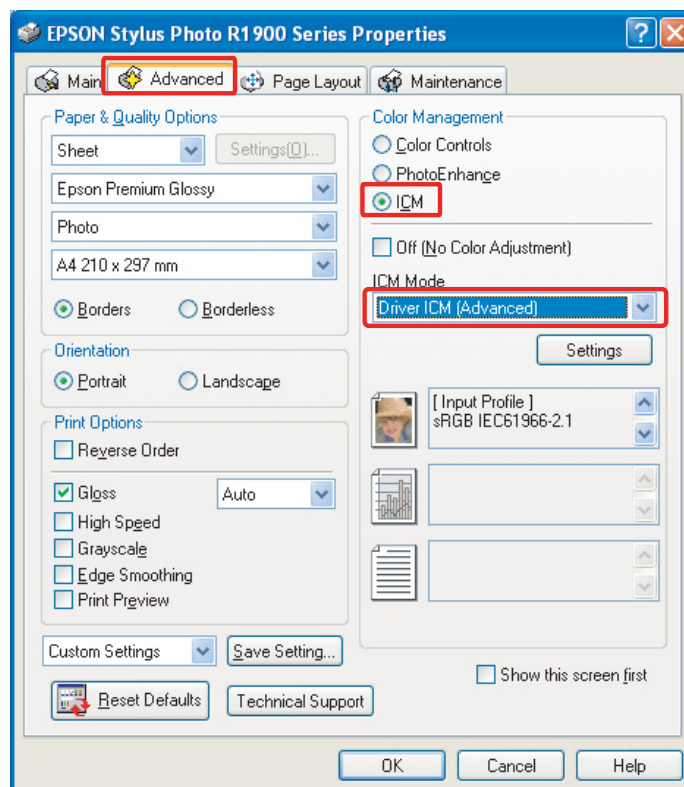 EPSON Stylus Photo R1900 Series Properties
Main
Advanced
Page Layout
Maintenance
Paper & Quality Options
Sheet
Settings(O)...
Epson Premium Glossy
Photo
A4 210 x 297 mm
Borders
Borderless
Orientation
Portrait
Landscape
Print Options
Reverse Order
Gloss
Auto
High Speed
Grayscale
Edge Smoothing
Print Preview
Custom Settings
Save Setting...
Reset Defaults
Technical Support
Color Management
Color Controls
PhotoEnhance
ICM
Off (No Color Adjustment)
ICM Mode
Driver ICM (Advanced)
Settings
[ Input Profile ]
sRGB IEC61966-2.1
Show this screen first
OK
Cancel
Help